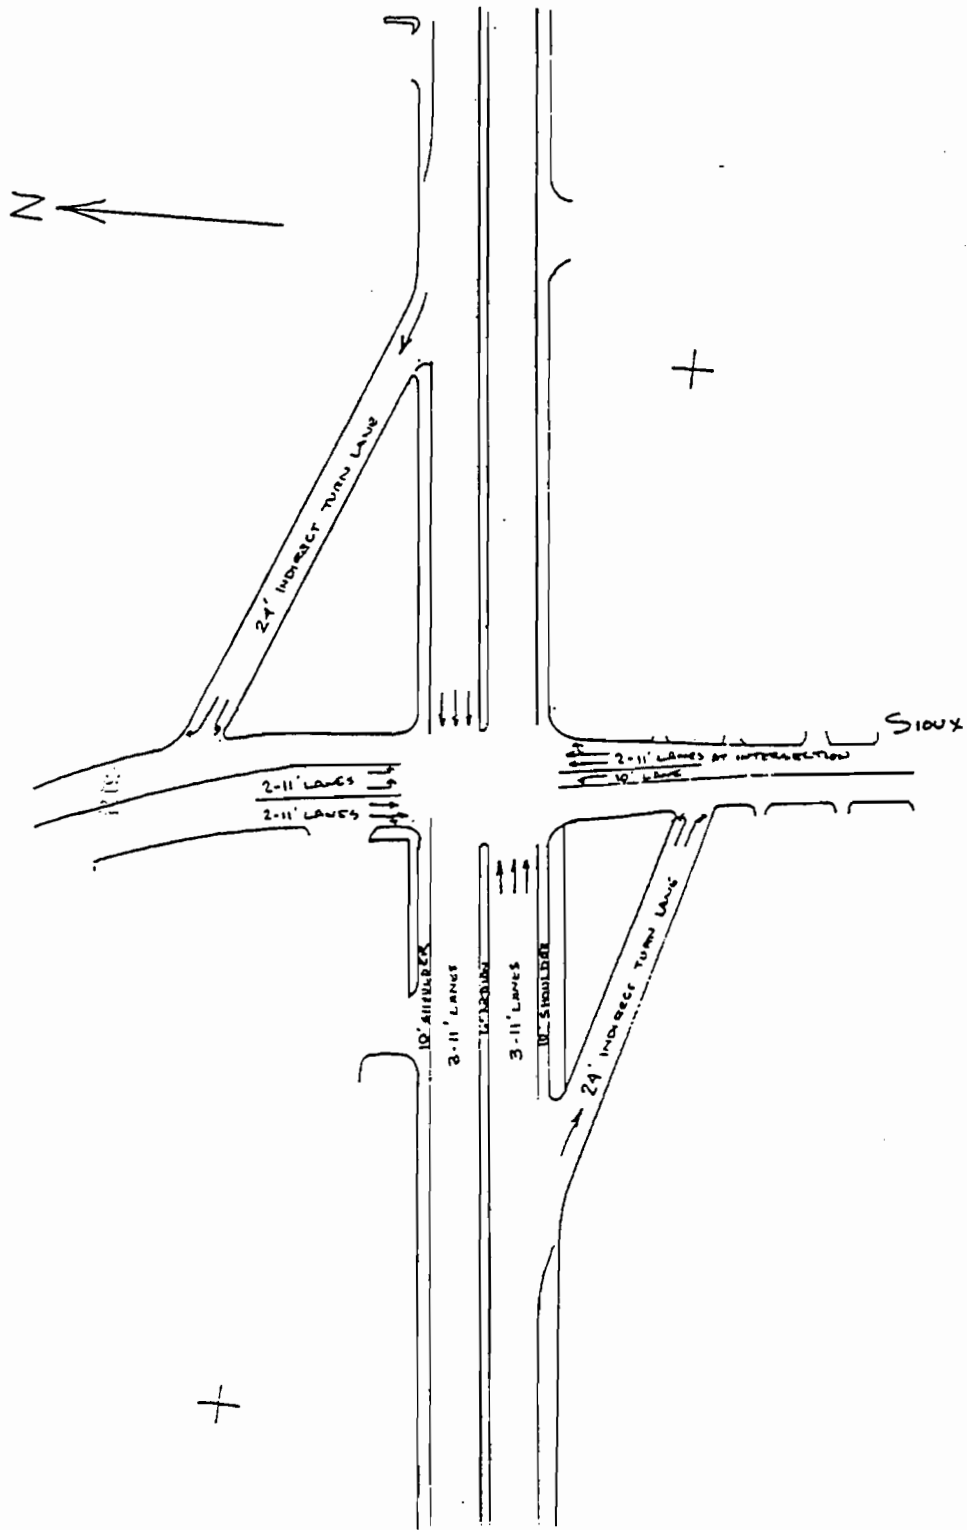 N
24' INDIRECT TURN LANE
SIOUX
2-11' LANES AT INTERSECTION
10' LANE
2-11' LANES
2-11' LANES
10' SHOULDER
3-11' LANES
MEDIAN
3-11' LANES
10' SHOULDER
24' INDIRECT TURN LANE